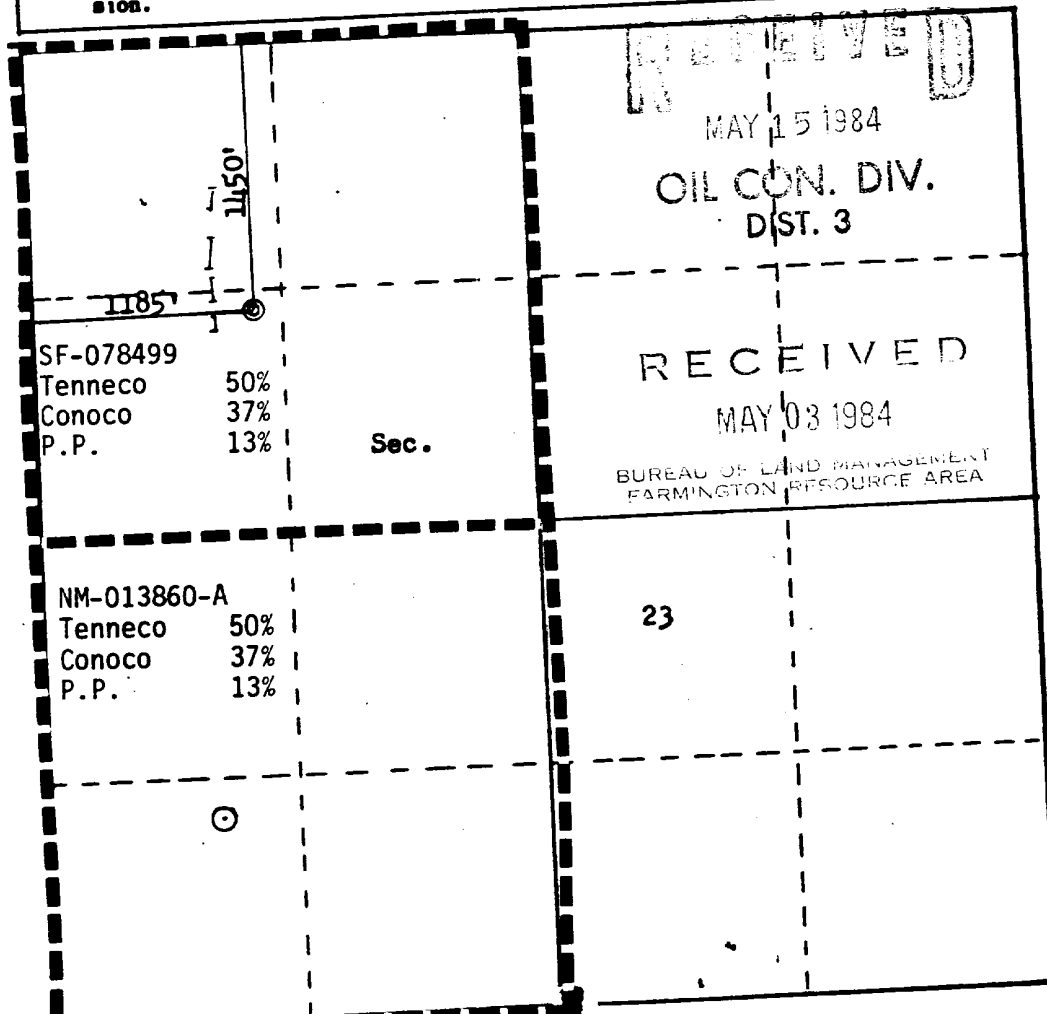 sion.
RECEIVED
MAY 15 1984
OIL CON. DIV.
DIST. 3
1450'
1185'
SF-078499
Tenneco 50%
Conoco 37%
P.P. 13%
Sec.
RECEIVED
MAY 03 1984
BUREAU OF LAND MANAGEMENT
FARMINGTON RESOURCE AREA
NM-013860-A
Tenneco 50%
Conoco 37%
P.P. 13%
23